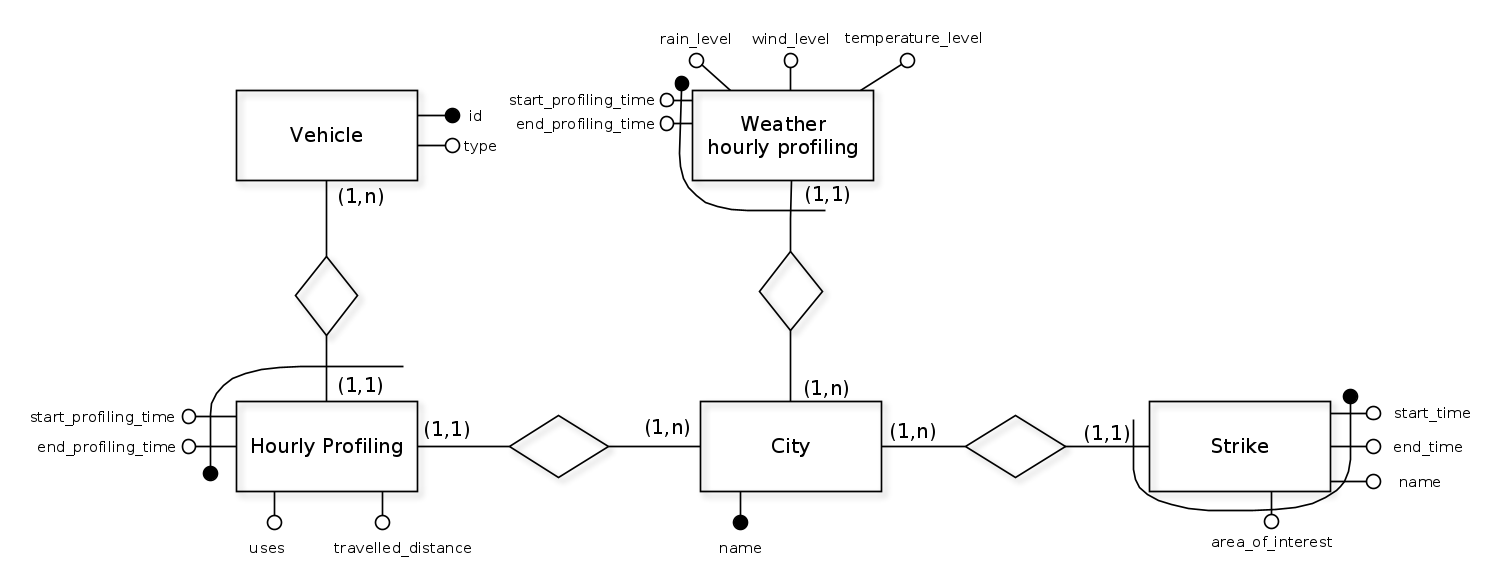 rain_level
wind_level
temperature_level
Vehicle
id
type
(1,n)
start_profiling_time
end_profiling_time
Weather
hourly profiling
(1,1)
(1,1)
start_profiling_time
end_profiling_time
Hourly Profiling
(1,1)
uses
travelled_distance
(1,n)
(1,n)
City
name
(1,n)
(1,1)
Strike
start_time
end_time
name
area_of_interest